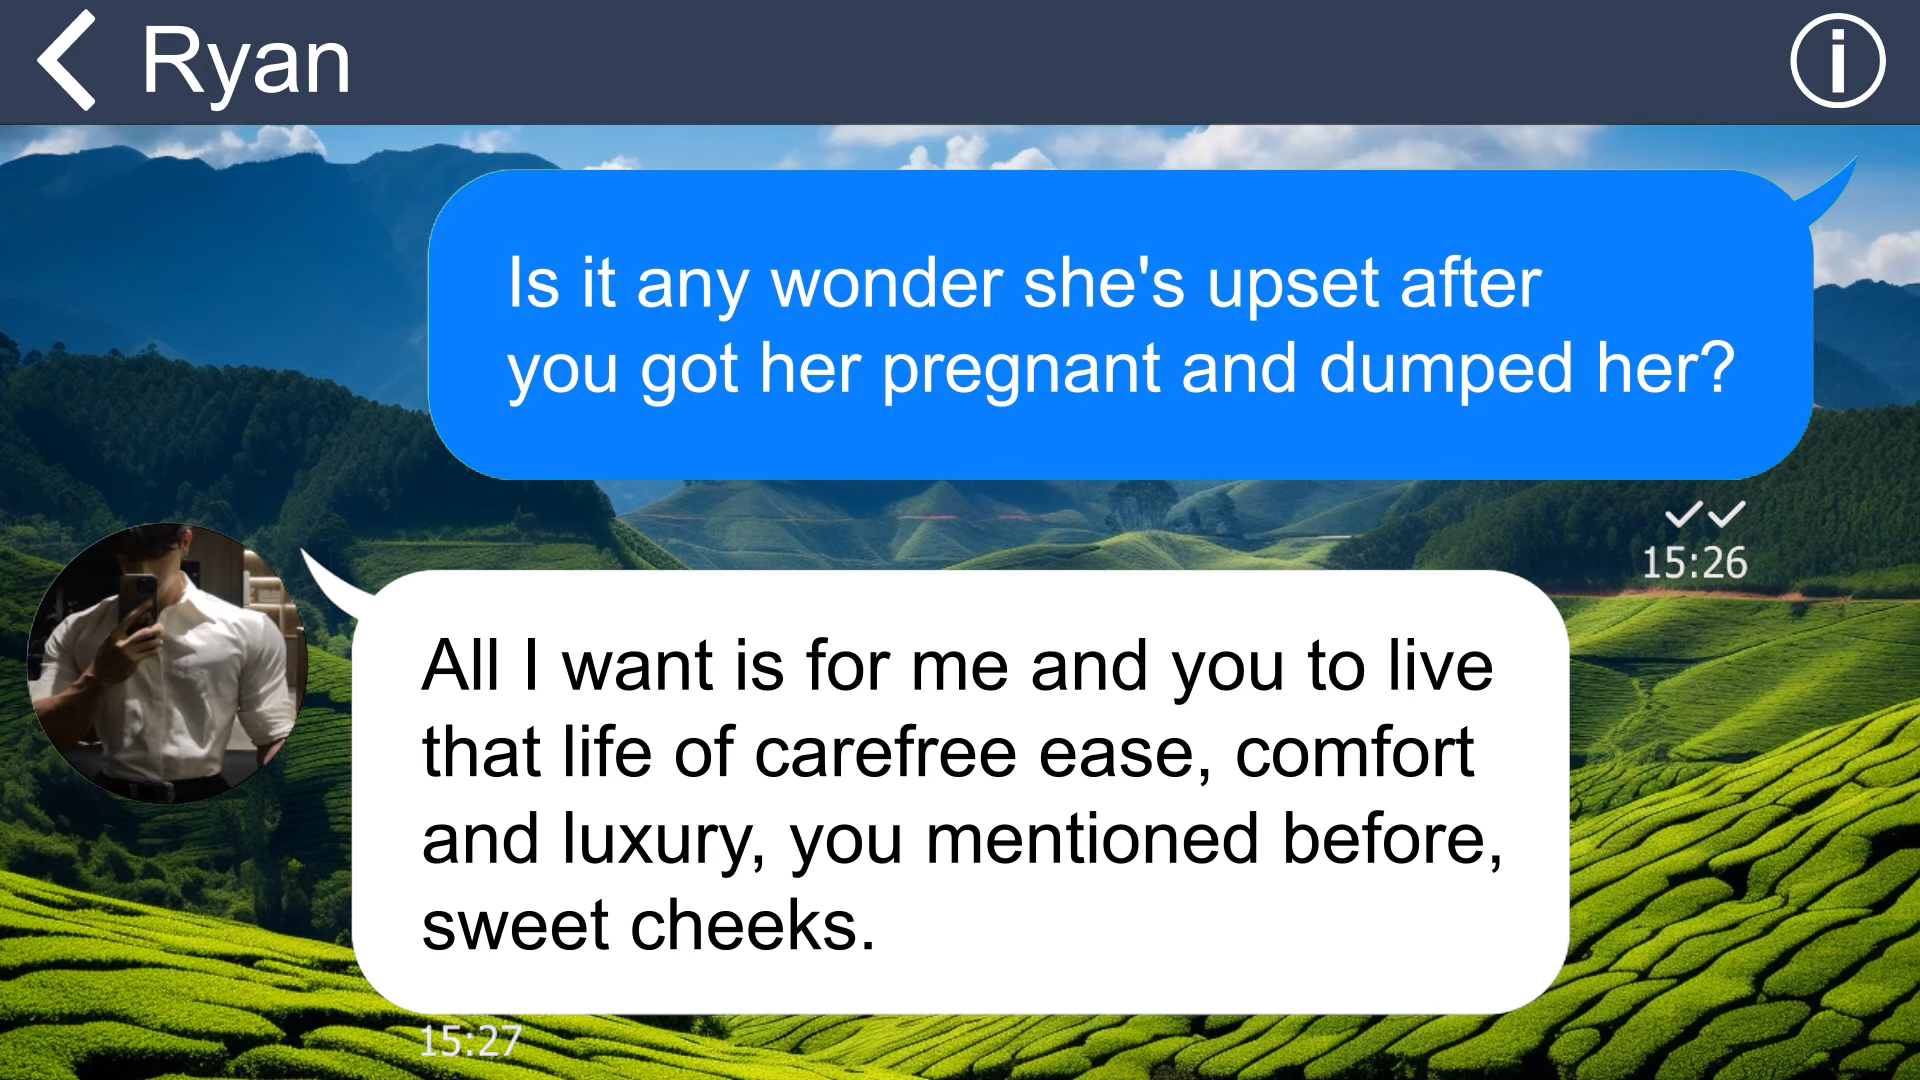 Ryan
Is it any wonder she's upset after
you got her pregnant and dumped her?
15:26
All I want is for me and you to live
that life of carefree ease, comfort
and luxury, you mentioned before,
sweet cheeks.
15:27